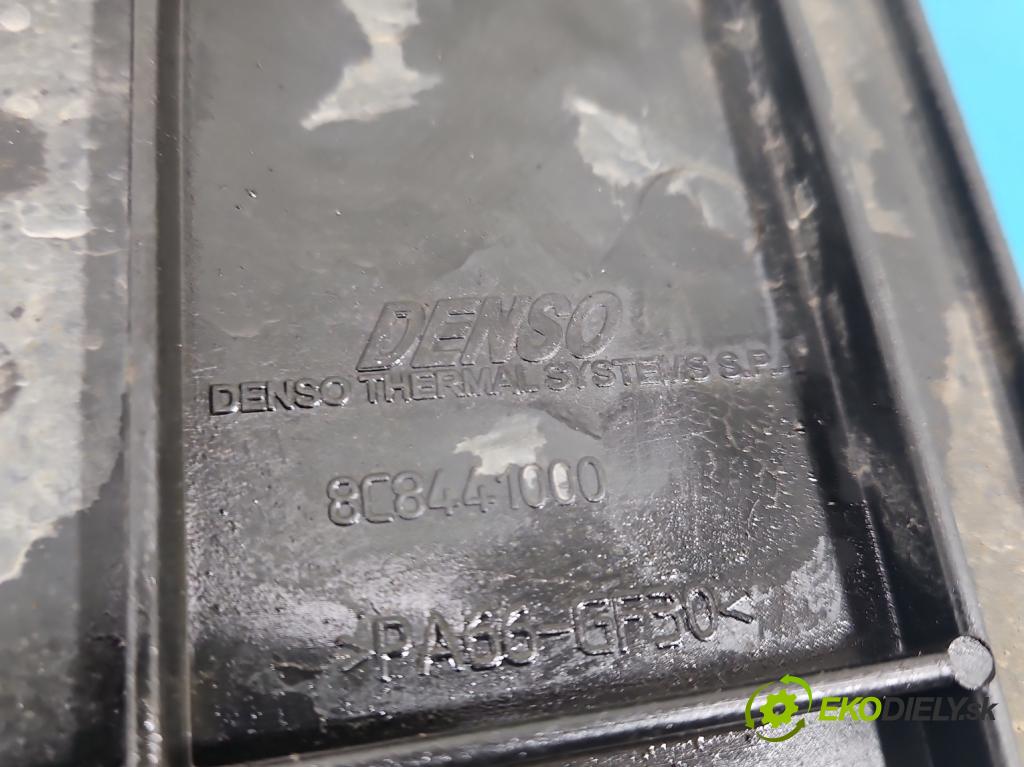 DENSO
DENSO THERMAL SYSTEMS S.P.A
8C8441000
>PA66-GF30<
EKODIELY.sk